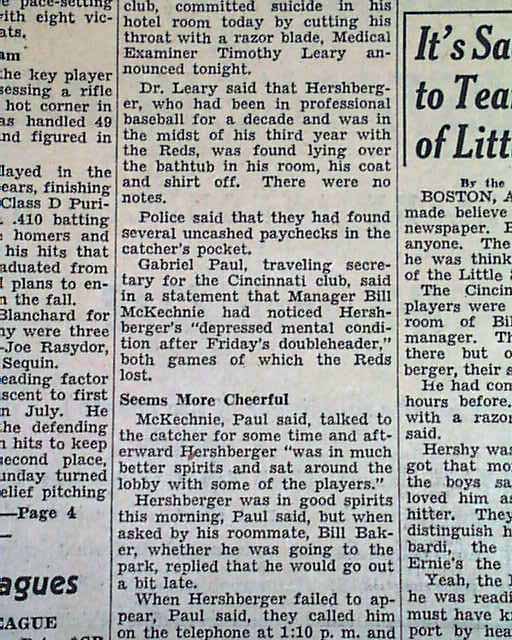 e pace-setting
ith eight vic-
ats.
am
the key player
sessing a rifle
hot corner in
as handled 49
nd figured in
layed in the
ears, finishing
Class D Puri-
.410 batting
homers and
his hits that
aduated from
l plans to en-
n the fall.
Blanchard for
ny were three
-Joe Rasydor,
Sequin.
eading factor
scent to first
n July. He
he defending
n hits to keep
second place,
unday turned
elief pitching
—Page 4
agues
EAGUE
club, committed suicide in his
hotel room today by cutting his
throat with a razor blade, Medical
Examiner Timothy Leary an-
nounced tonight.
Dr. Leary said that Hershberg-
er, who had been in professional
baseball for a decade and was in
the midst of his third year with
the Reds, was found lying over
the bathtub in his room, his coat
and shirt off. There were no
notes.
Police said that they had found
several uncashed paychecks in the
catcher's pocket.
Gabriel Paul, traveling secre-
tary for the Cincinnati club, said
in a statement that Manager Bill
McKechnie had noticed Hersh-
berger's "depressed mental condi-
tion after Friday's doubleheader,"
both games of which the Reds
lost.
Seems More Cheerful
McKechnie, Paul said, talked to
the catcher for some time and aft-
erward Hershberger "was in much
better spirits and sat around the
lobby with some of the players."
Hershberger was in good spirits
this morning, Paul said, but when
asked by his roommate, Bill Bak-
er, whether he was going to the
park, replied that he would go out
a bit late.
When Hershberger failed to ap-
pear, Paul said, they called him
on the telephone at 1:10 p. m. and
It's Sa
to Tea
of Litt
By the
BOSTON, A
made believe
newspaper. B
anyone. The
he was think
of the Little S
The Cincin
players were
room of Bil
manager. Th
there but o
berger, their s
He had com
hours before.
with a razor
said.
Hershy was
got that mo
the boys sa
loved him as
hitter. They
distinguish h
bardi, the
Ernie's the
Yeah, the
he was readi
must have k
port by hea